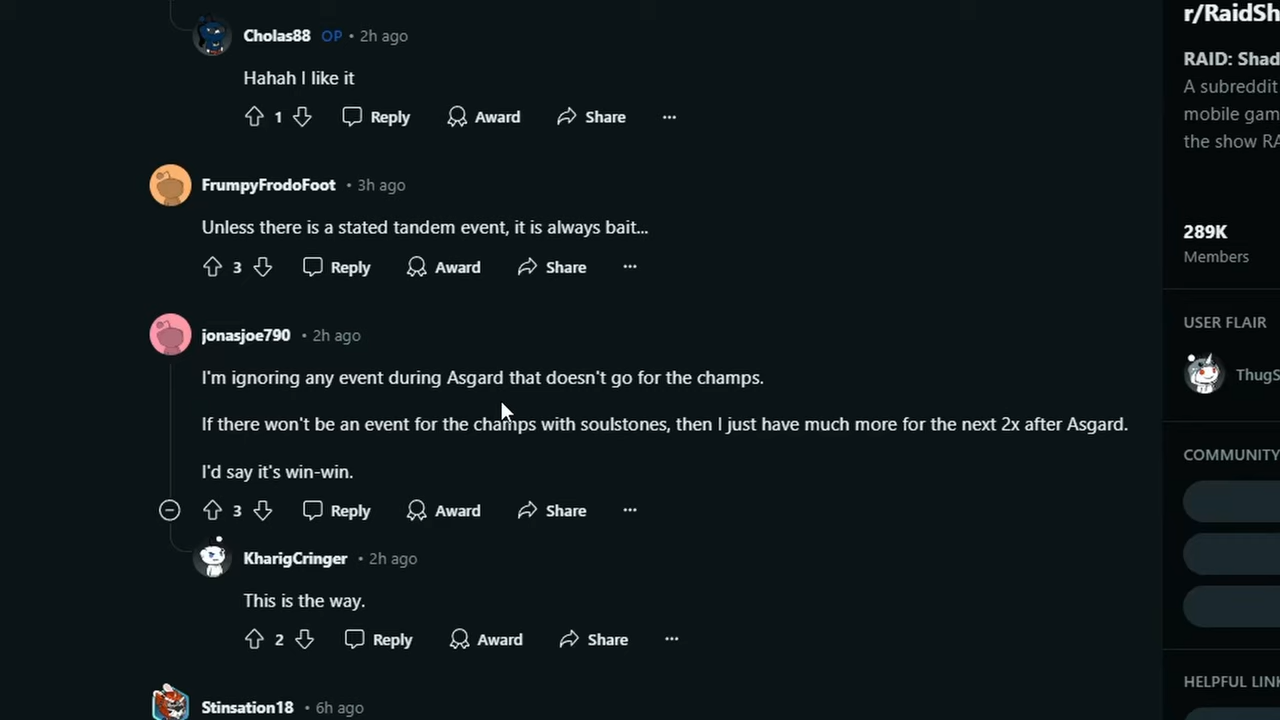 Cholas88 OP • 2h ago
Hahah I like it
1 Reply Award Share ...
FrumpyFrodoFoot • 3h ago
Unless there is a stated tandem event, it is always bait...
3 Reply Award Share ...
jonasjoe790 • 2h ago
I'm ignoring any event during Asgard that doesn't go for the champs.
If there won't be an event for the champs with soulstones, then I just have much more for the next 2x after Asgard.
I'd say it's win-win.
3 Reply Award Share ...
KharigCringer • 2h ago
This is the way.
2 Reply Award Share ...
Stinsation18 • 6h ago
r/RaidSh
RAID: Shad
A subreddit
mobile gam
the show RA
289K
Members
USER FLAIR
ThugS
COMMUNITY
HELPFUL LIN